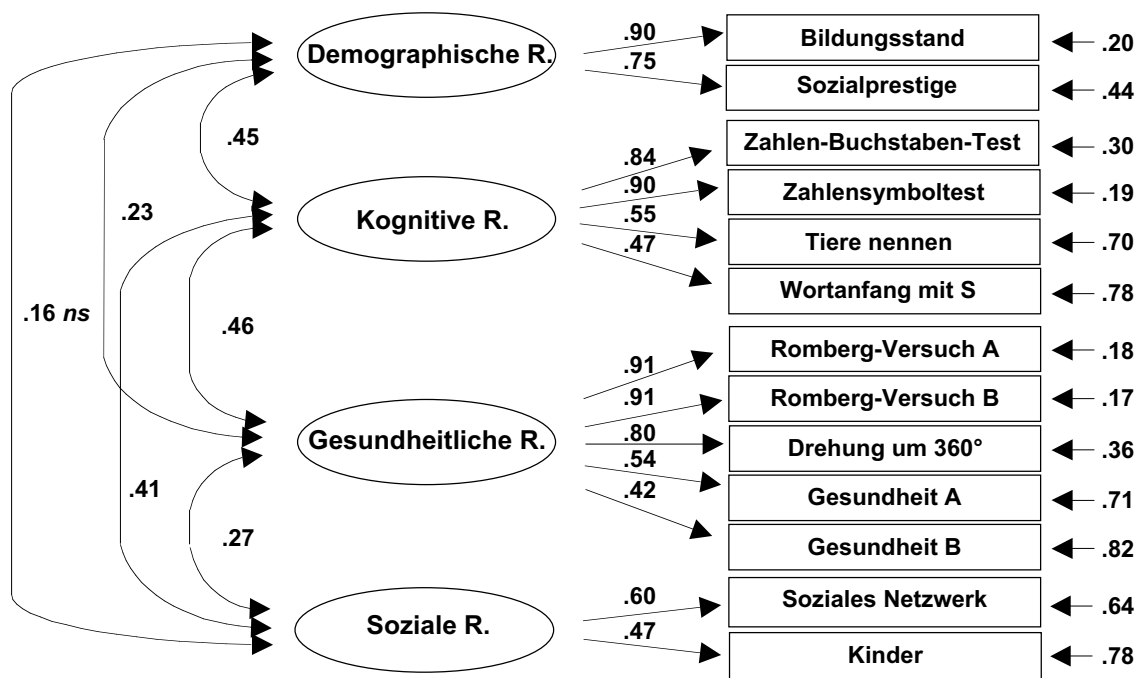 Demographische R.
.90
.75
Bildungsstand
.20
Sozialprestige
.44
.45
.23
Kognitive R.
.84
.90
.55
.47
Zahlen-Buchstaben-Test
.30
Zahlensymboltest
.19
Tiere nennen
.70
Wortanfang mit S
.78
.16 ns
.46
Gesundheitliche R.
.91
.91
.80
.54
.42
Romberg-Versuch A
.18
Romberg-Versuch B
.17
Drehung um 360°
.36
Gesundheit A
.71
Gesundheit B
.82
.41
.27
Soziale R.
.60
.47
Soziales Netzwerk
.64
Kinder
.78